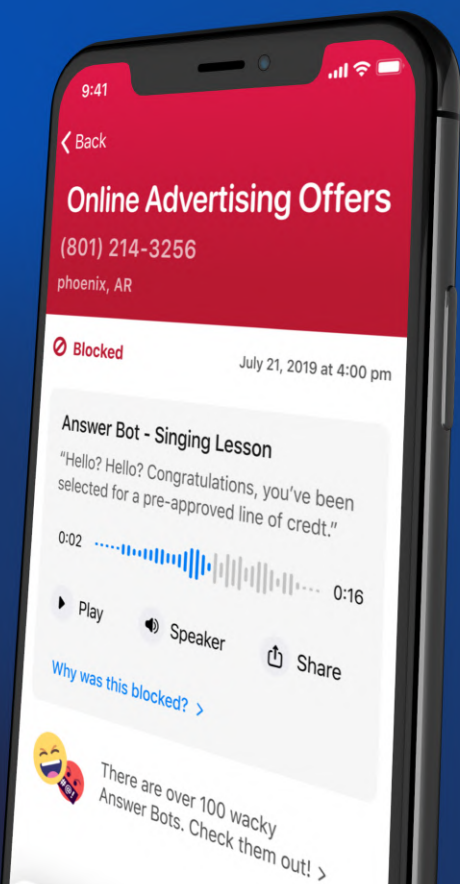 9:41
Back
Online Advertising Offers
(801) 214-3256
phoenix, AR
Blocked
July 21, 2019 at 4:00 pm
Answer Bot - Singing Lesson
“Hello? Hello? Congratulations, you’ve been
selected for a pre-approved line of credt.”
0:02
0:16
Play
Speaker
Share
Why was this blocked? >
There are over 100 wacky
Answer Bots. Check them out! >